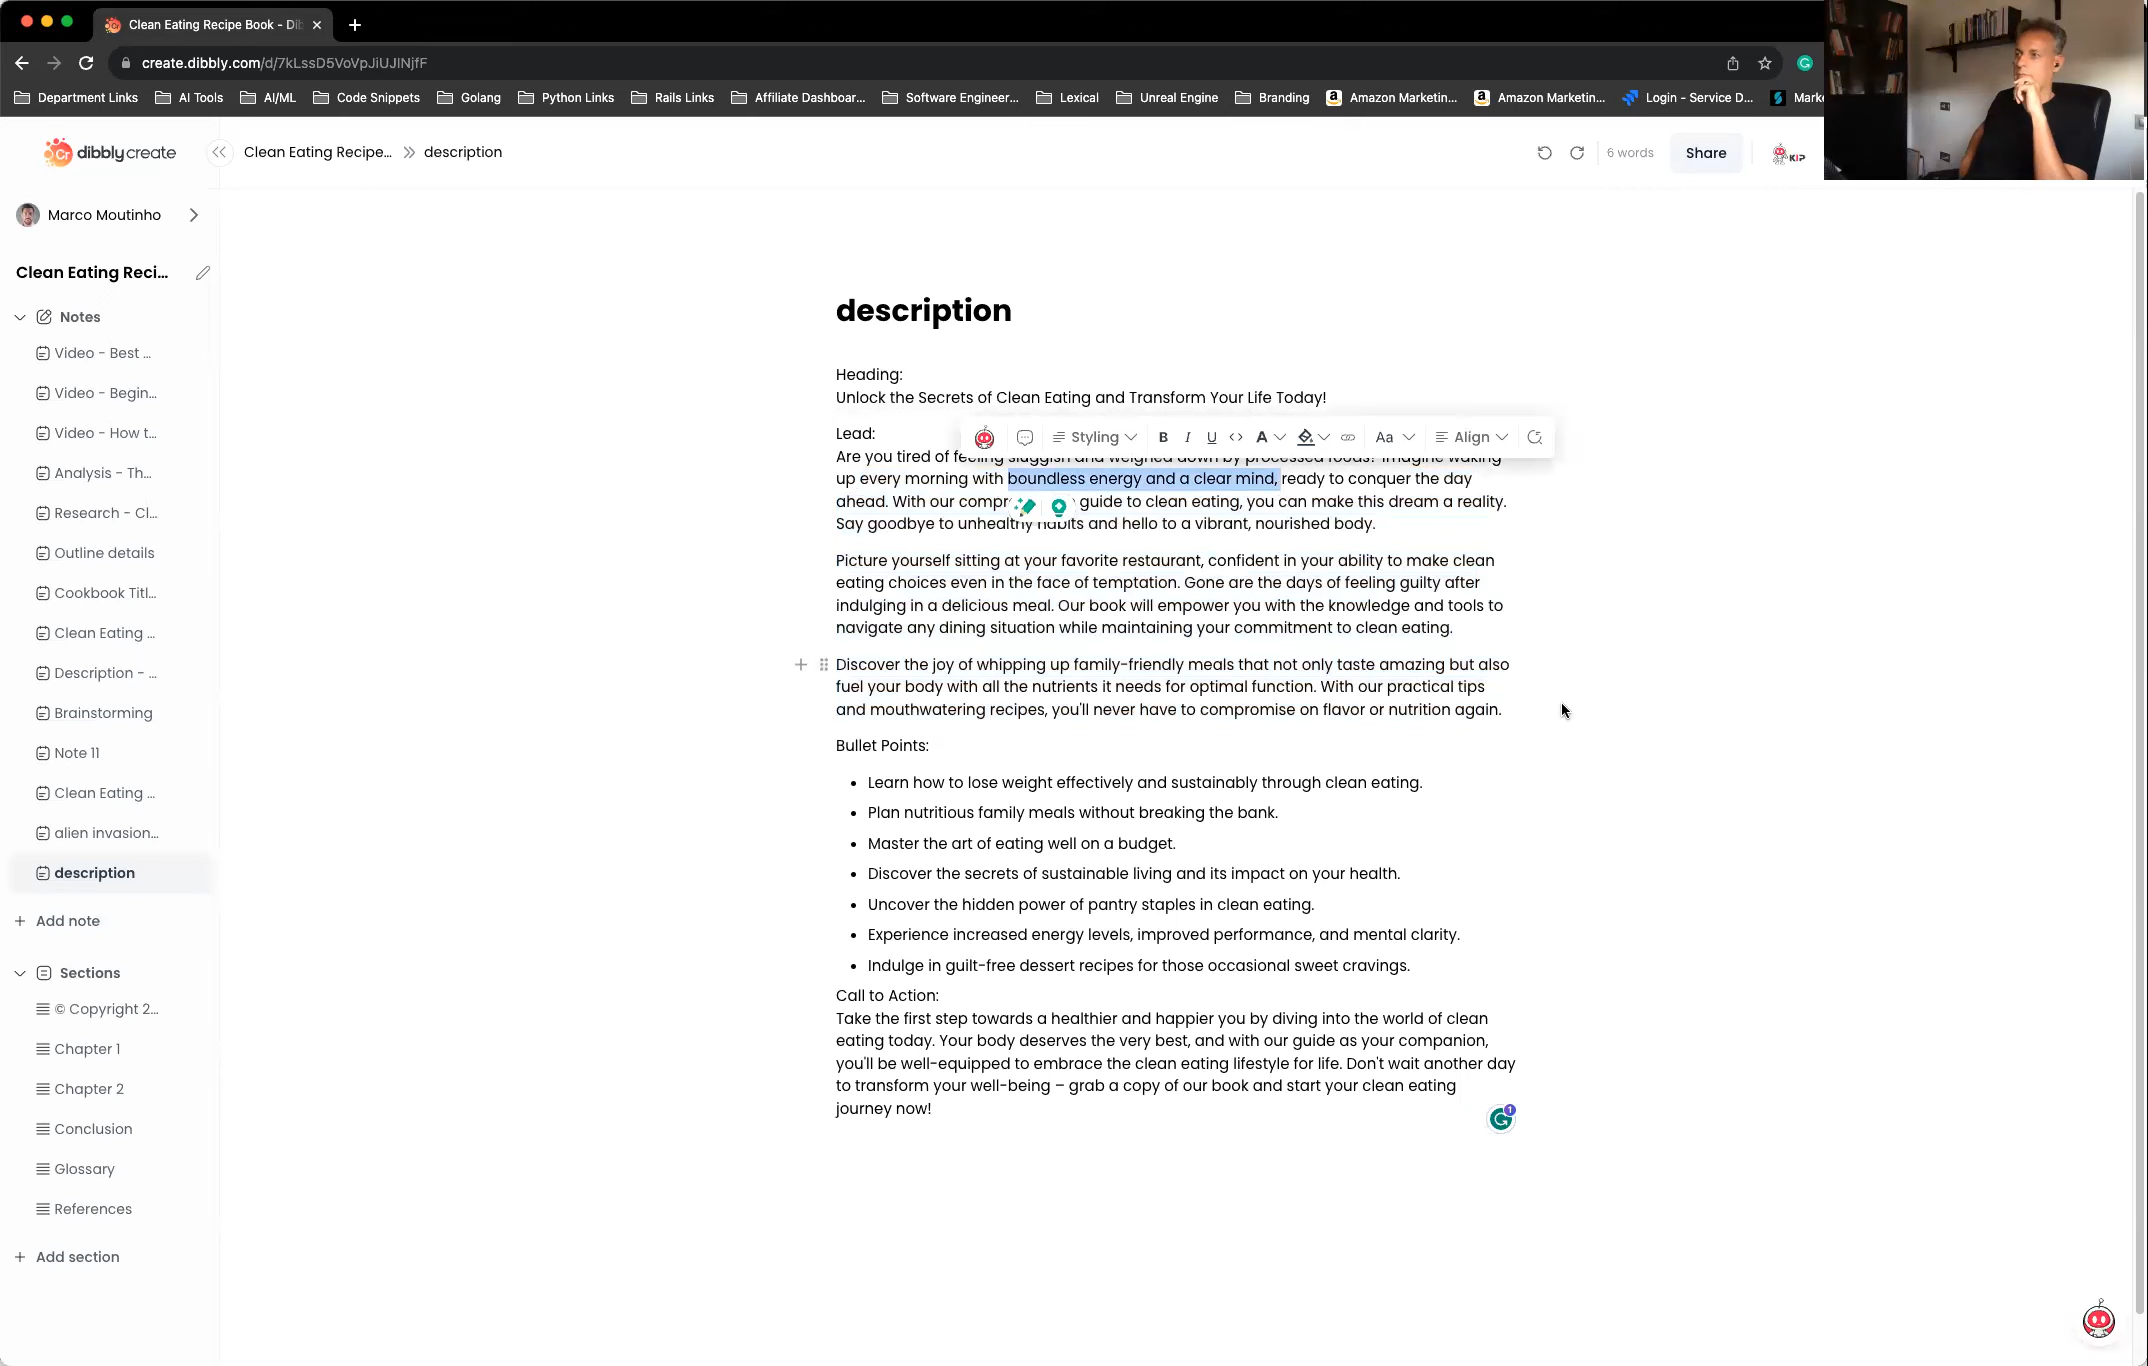 Clean Eating Recipe Book - Dib
create.dibbly.com/d/7kLssD5VoVpJiUJlNjfF
Department Links AI Tools AI/ML Code Snippets Golang Python Links Rails Links Affiliate Dashboar... Software Engineer... Lexical Unreal Engine Branding Amazon Marketin... Amazon Marketin... Login - Service D... Marke
Cr dibbly create Clean Eating Recipe... description 6 words Share KIP
Marco Moutinho
Clean Eating Reci...
Notes
Video - Best ...
Video - Begin...
Video - How t...
Analysis - Th...
Research - Cl...
Outline details
Cookbook Titl...
Clean Eating ...
Description - ...
Brainstorming
Note 11
Clean Eating ...
alien invasion...
description
Add note
Sections
© Copyright 2...
Chapter 1
Chapter 2
Conclusion
Glossary
References
Add section
description
Heading:
Unlock the Secrets of Clean Eating and Transform Your Life Today!
Lead:
Styling B I U <> A Aa Align
Are you tired of feeling sluggish and weighed down by processed foods? Imagine waking
up every morning with boundless energy and a clear mind, ready to conquer the day
ahead. With our compr guide to clean eating, you can make this dream a reality.
Say goodbye to unhealthy habits and hello to a vibrant, nourished body.
Picture yourself sitting at your favorite restaurant, confident in your ability to make clean
eating choices even in the face of temptation. Gone are the days of feeling guilty after
indulging in a delicious meal. Our book will empower you with the knowledge and tools to
navigate any dining situation while maintaining your commitment to clean eating.
Discover the joy of whipping up family-friendly meals that not only taste amazing but also
fuel your body with all the nutrients it needs for optimal function. With our practical tips
and mouthwatering recipes, you'll never have to compromise on flavor or nutrition again.
Bullet Points:
• Learn how to lose weight effectively and sustainably through clean eating.
• Plan nutritious family meals without breaking the bank.
• Master the art of eating well on a budget.
• Discover the secrets of sustainable living and its impact on your health.
• Uncover the hidden power of pantry staples in clean eating.
• Experience increased energy levels, improved performance, and mental clarity.
• Indulge in guilt-free dessert recipes for those occasional sweet cravings.
Call to Action:
Take the first step towards a healthier and happier you by diving into the world of clean
eating today. Your body deserves the very best, and with our guide as your companion,
you'll be well-equipped to embrace the clean eating lifestyle for life. Don't wait another day
to transform your well-being – grab a copy of our book and start your clean eating
journey now!
1